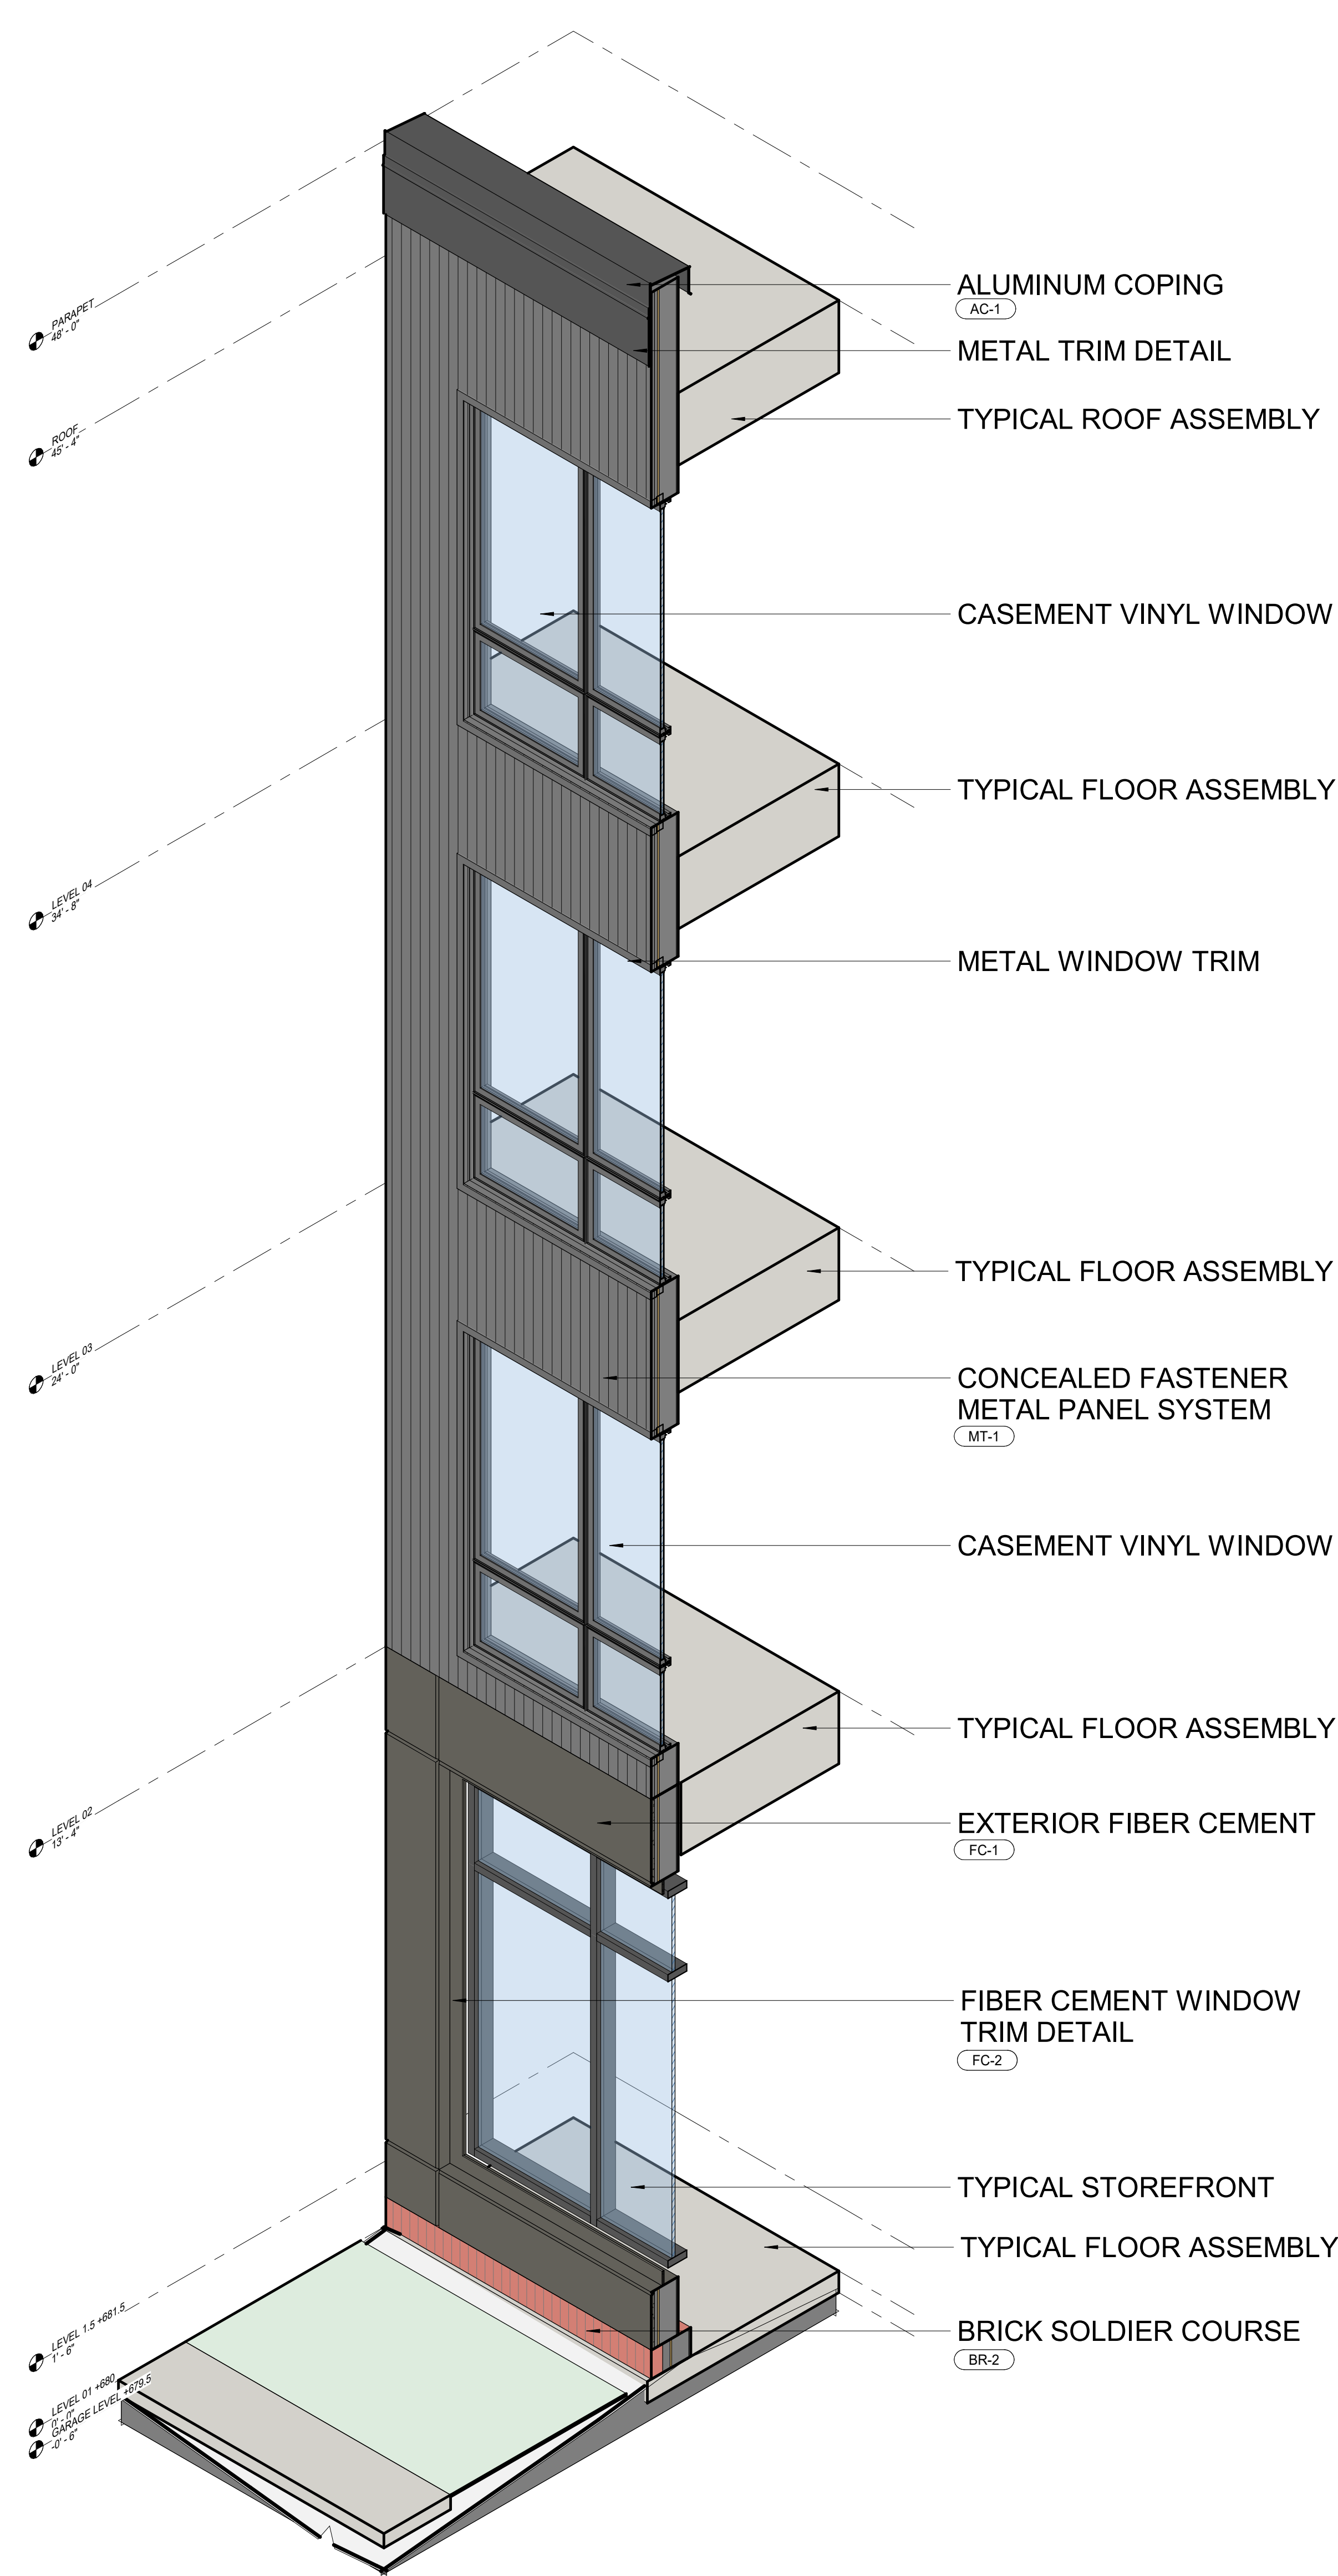 PARAPET
48' - 0"
ROOF
45' - 4"
LEVEL 04
34' - 8"
LEVEL 03
24' - 0"
LEVEL 02
13' - 4"
LEVEL 1.5 +681.5
1' - 6"
LEVEL 01 +680
0' - 0"
GARAGE LEVEL +679.5
-0' - 6"
ALUMINUM COPING
AC-1
METAL TRIM DETAIL
TYPICAL ROOF ASSEMBLY
CASEMENT VINYL WINDOW
TYPICAL FLOOR ASSEMBLY
METAL WINDOW TRIM
TYPICAL FLOOR ASSEMBLY
CONCEALED FASTENER
METAL PANEL SYSTEM
MT-1
CASEMENT VINYL WINDOW
TYPICAL FLOOR ASSEMBLY
EXTERIOR FIBER CEMENT
FC-1
FIBER CEMENT WINDOW
TRIM DETAIL
FC-2
TYPICAL STOREFRONT
TYPICAL FLOOR ASSEMBLY
BRICK SOLDIER COURSE
BR-2